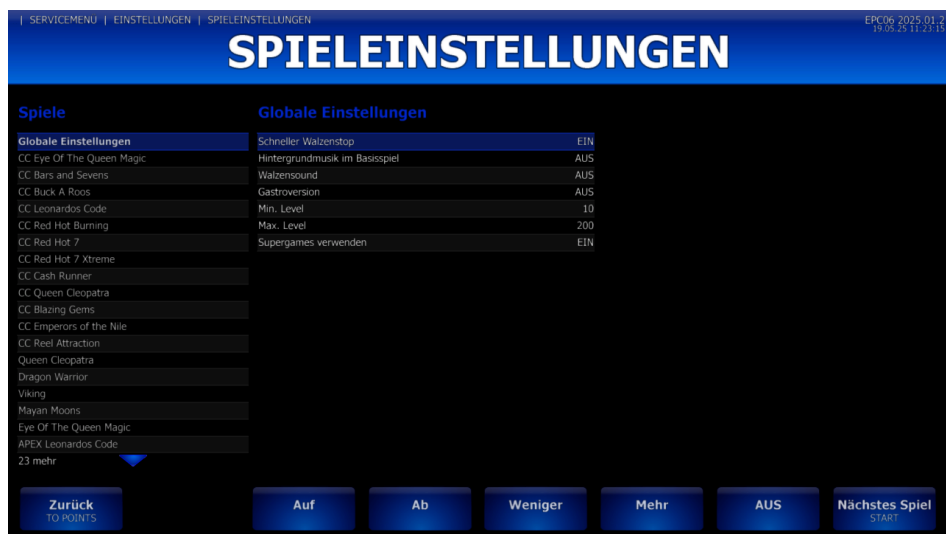 | SERVICEMENU | EINSTELLUNGEN | SPIELEINSTELLUNGEN
EPC06 2025.01.2
19.05.25 11:23:15
SPIELEINSTELLUNGEN
Spiele
Globale Einstellungen
CC Eye Of The Queen Magic
CC Bars and Sevens
CC Buck A Roos
CC Leonardos Code
CC Red Hot Burning
CC Red Hot 7
CC Red Hot 7 Xtreme
CC Cash Runner
CC Queen Cleopatra
CC Blazing Gems
CC Emperors of the Nile
CC Reel Attraction
Queen Cleopatra
Dragon Warrior
Viking
Mayan Moons
Eye Of The Queen Magic
APEX Leonardos Code
23 mehr
Globale Einstellungen
Schneller Walzenstop EIN
Hintergrundmusik im Basisspiel AUS
Walzensound AUS
Gastroversion AUS
Min. Level 10
Max. Level 200
Supergames verwenden EIN
Zurück
TO POINTS
Auf
Ab
Weniger
Mehr
AUS
Nächstes Spiel
START